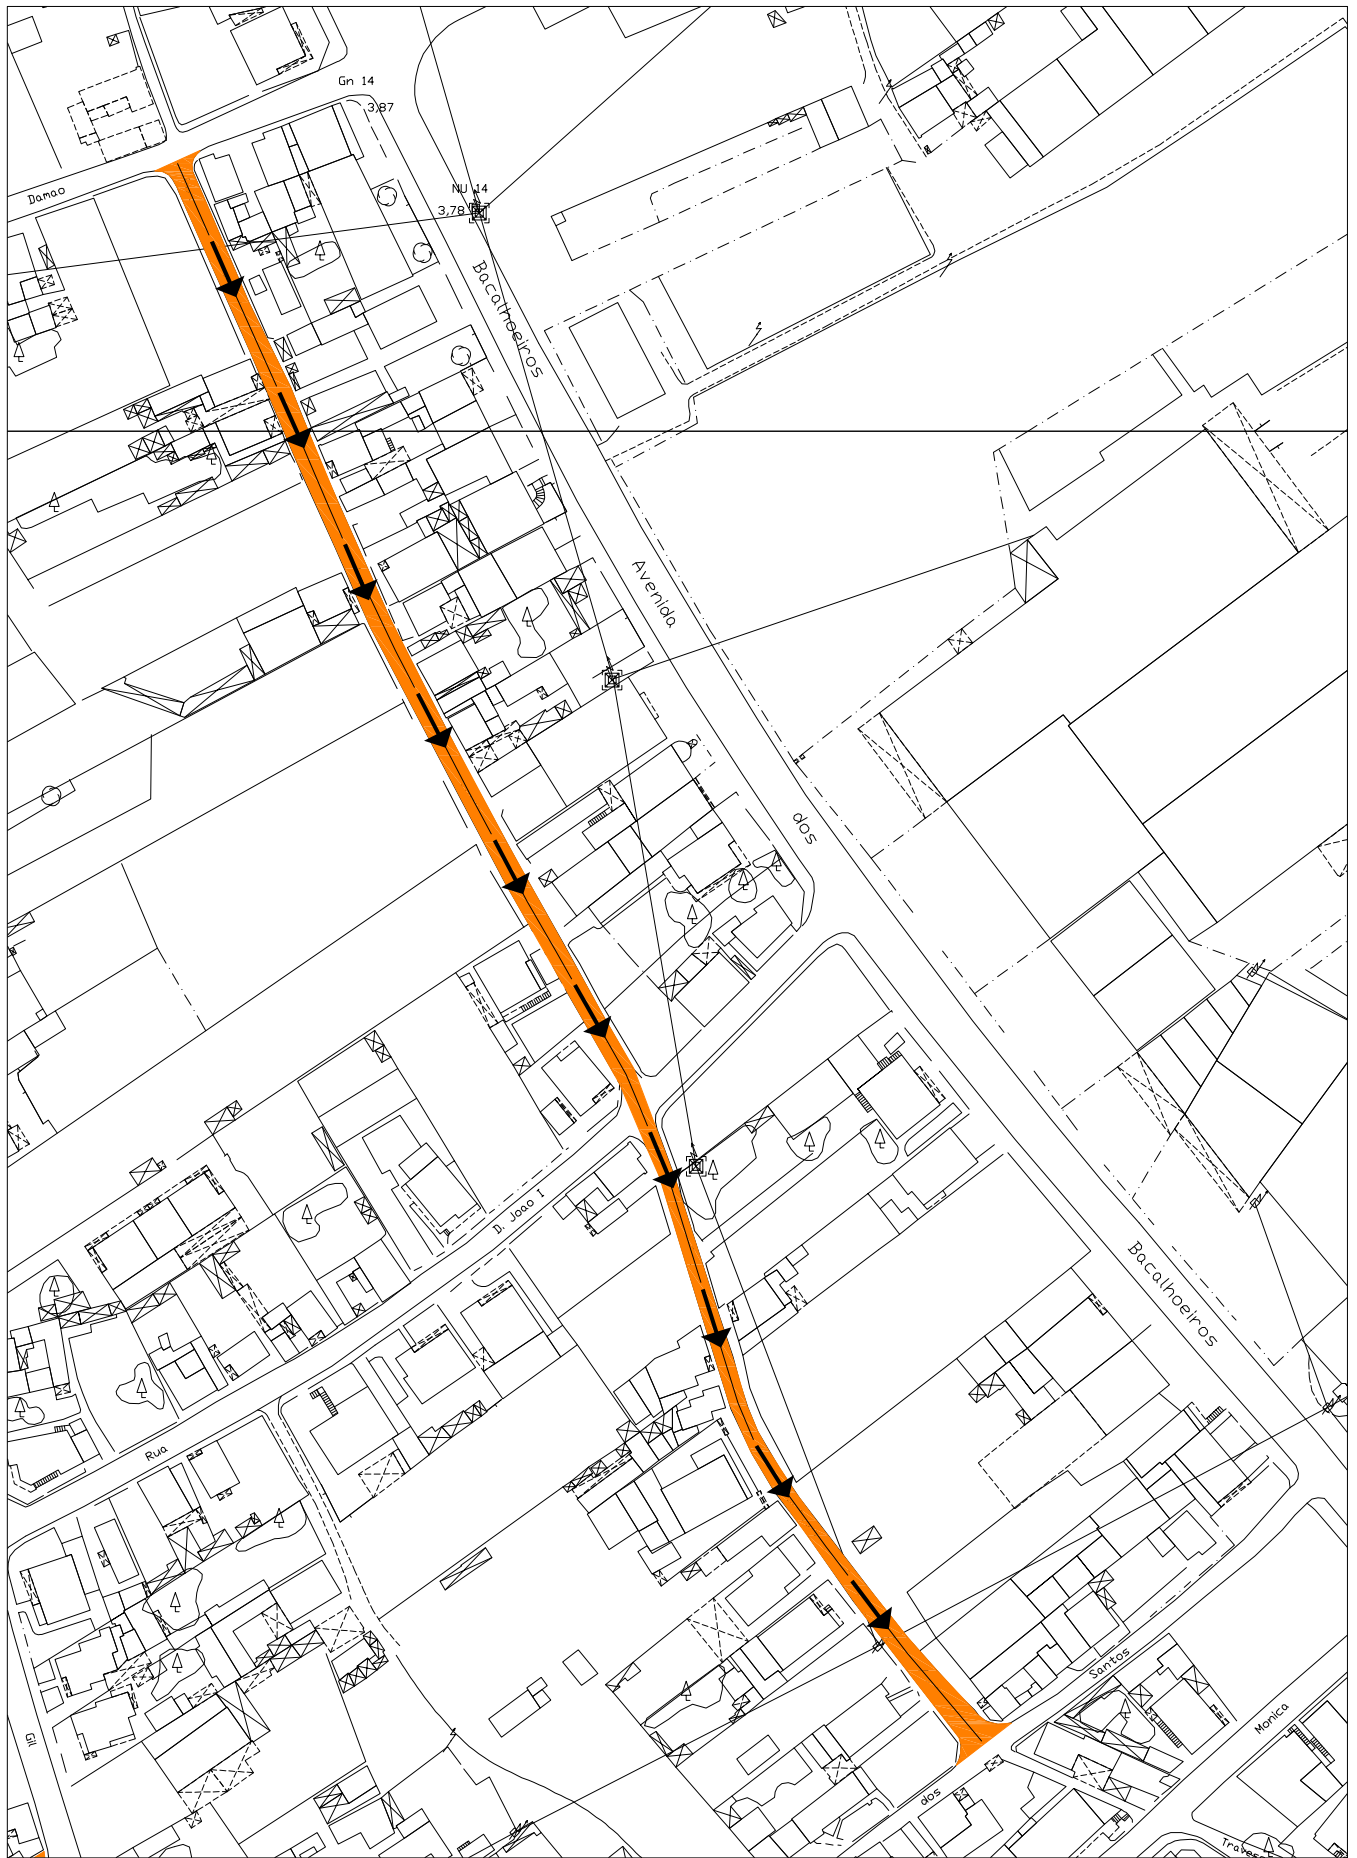 Gn 14
3,87
Damao
NU 14
3,78
Bacalhoeiros
Avenida
dos
D. Joao I
Bacalhoeiros
Rua
Santos
Monica
Gil
dos